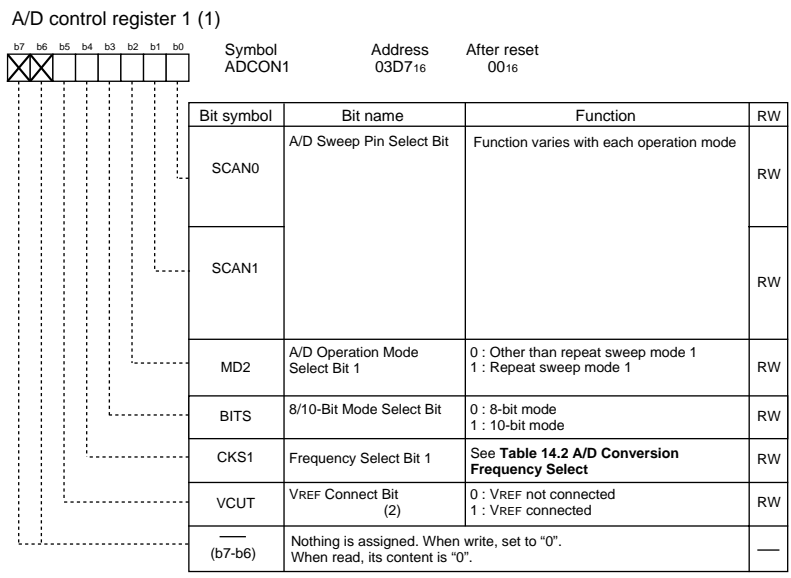 A/D control register 1 (1)
b7 b6 b5 b4 b3 b2 b1 b0
Symbol Address After reset
ADCON1 03D716 0016
Bit symbol Bit name Function RW
SCAN0 A/D Sweep Pin Select Bit Function varies with each operation mode RW
SCAN1 RW
MD2 A/D Operation Mode Select Bit 1 0 : Other than repeat sweep mode 1 RW
1 : Repeat sweep mode 1
BITS 8/10-Bit Mode Select Bit 0 : 8-bit mode RW
1 : 10-bit mode
CKS1 Frequency Select Bit 1 See Table 14.2 A/D Conversion Frequency Select RW
VCUT VREF Connect Bit (2) 0 : VREF not connected RW
1 : VREF connected
— (b7-b6) Nothing is assigned. When write, set to “0”. —
When read, its content is “0”.